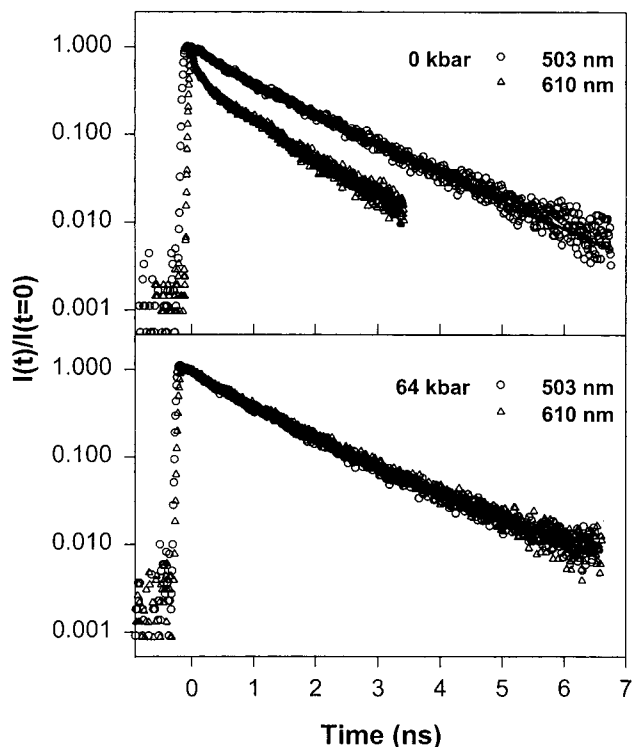 1.000
0.100
0.010
0.001
0 kbar ○ 503 nm
△ 610 nm
1.000
0.100
0.010
0.001
64 kbar ○ 503 nm
△ 610 nm
I(t)/I(t=0)
0 1 2 3 4 5 6 7
Time (ns)